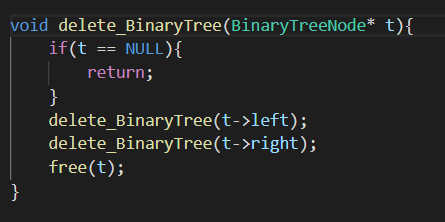 void delete_BinaryTree(BinaryTreeNode* t){
    if(t == NULL){
        return;
    }
    delete_BinaryTree(t->left);
    delete_BinaryTree(t->right);
    free(t);
}